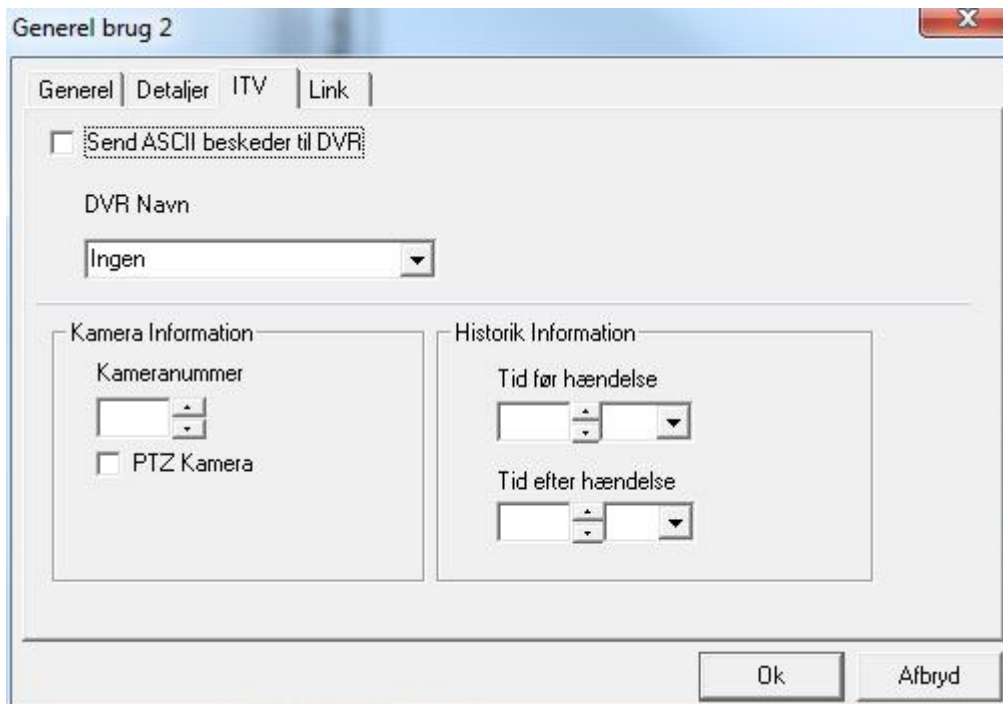 Generel brug 2
Generel Detaljer ITV Link
Send ASCII beskeder til DVR
DVR Navn
Ingen
Kamera Information
Kameranummer
PTZ Kamera
Historik Information
Tid før hændelse
Tid efter hændelse
Ok Afbryd